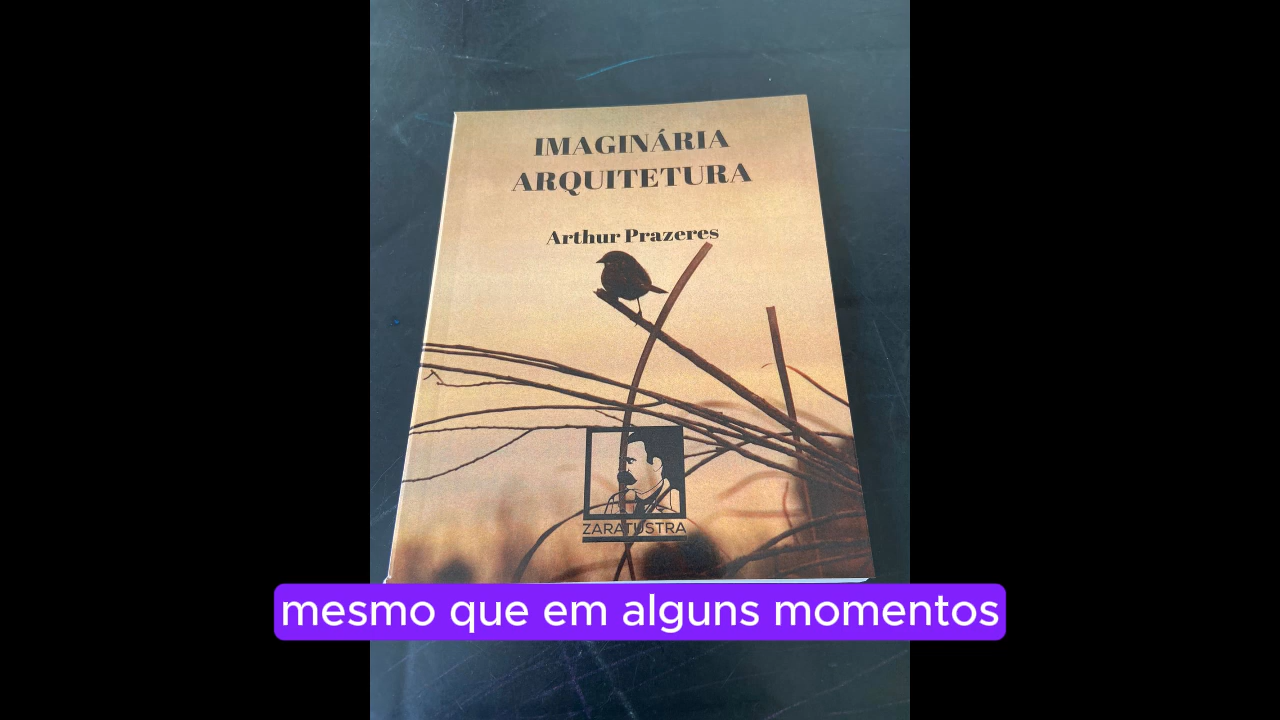 IMAGINÁRIA
ARQUITETURA
Arthur Prazeres
ZARATUSTRA
mesmo que em alguns momentos